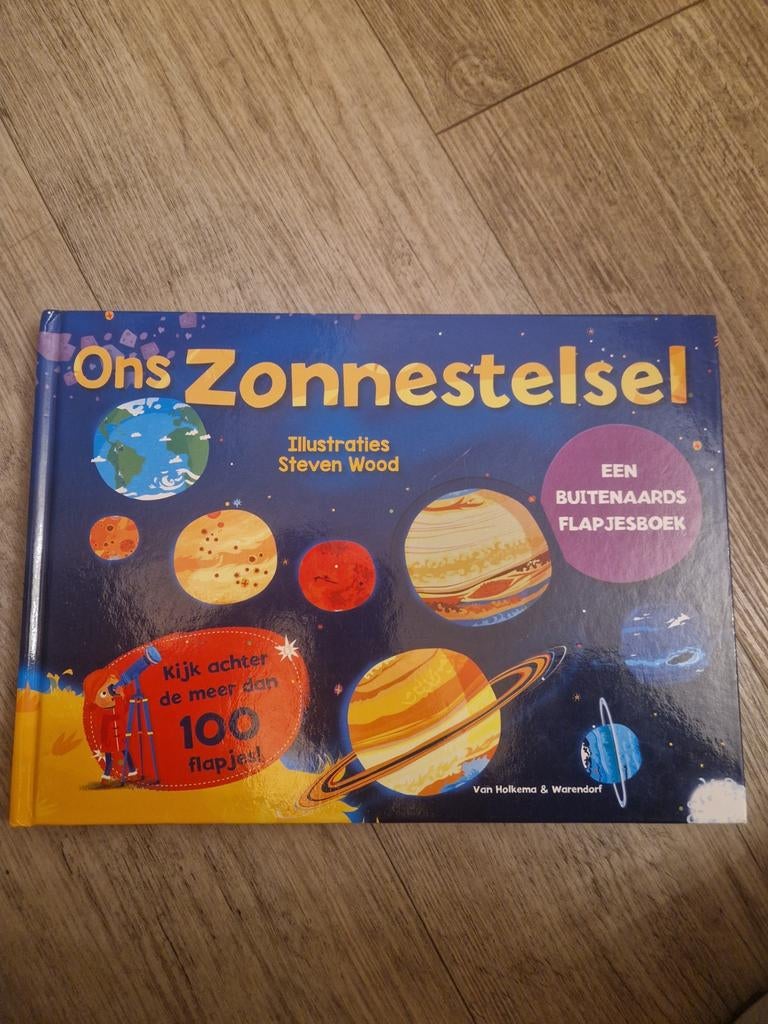 Ons Zonnestelsel
Illustraties
Steven Wood
EEN
BUITENAARDS
FLAPJESBOEK
Kijk achter
de meer dan
100
flapjes!
Van Holkema & Warendorf